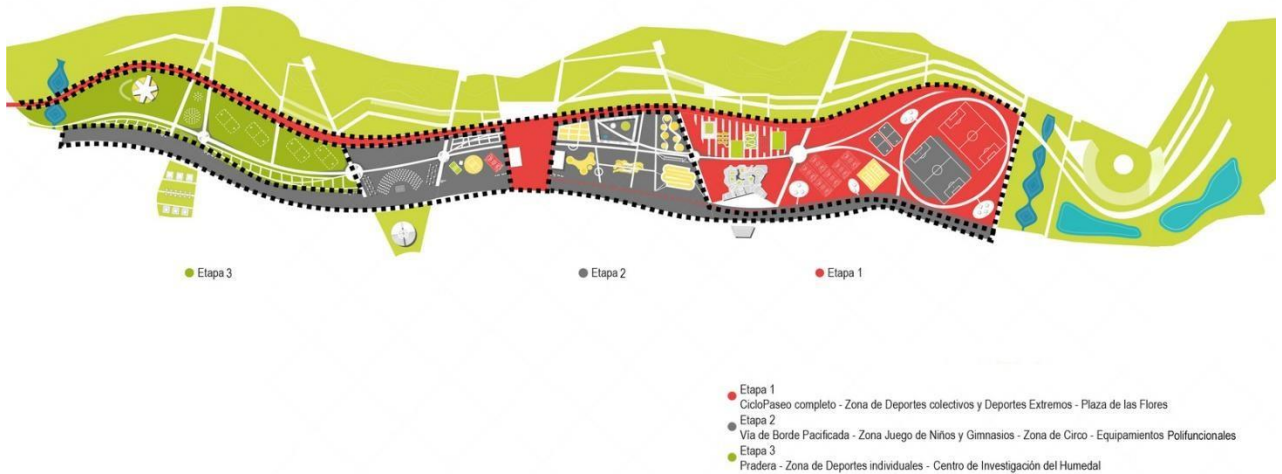 Etapa 3
Etapa 2
Etapa 1
Etapa 1
CicloPaseo completo - Zona de Deportes colectivos y Deportes Extremos - Plaza de las Flores
Etapa 2
Vía de Borde Pacificada - Zona Juego de Niños y Gimnasios - Zona de Circo - Equipamientos Polifuncionales
Etapa 3
Pradera - Zona de Deportes individuales - Centro de Investigación del Humedal